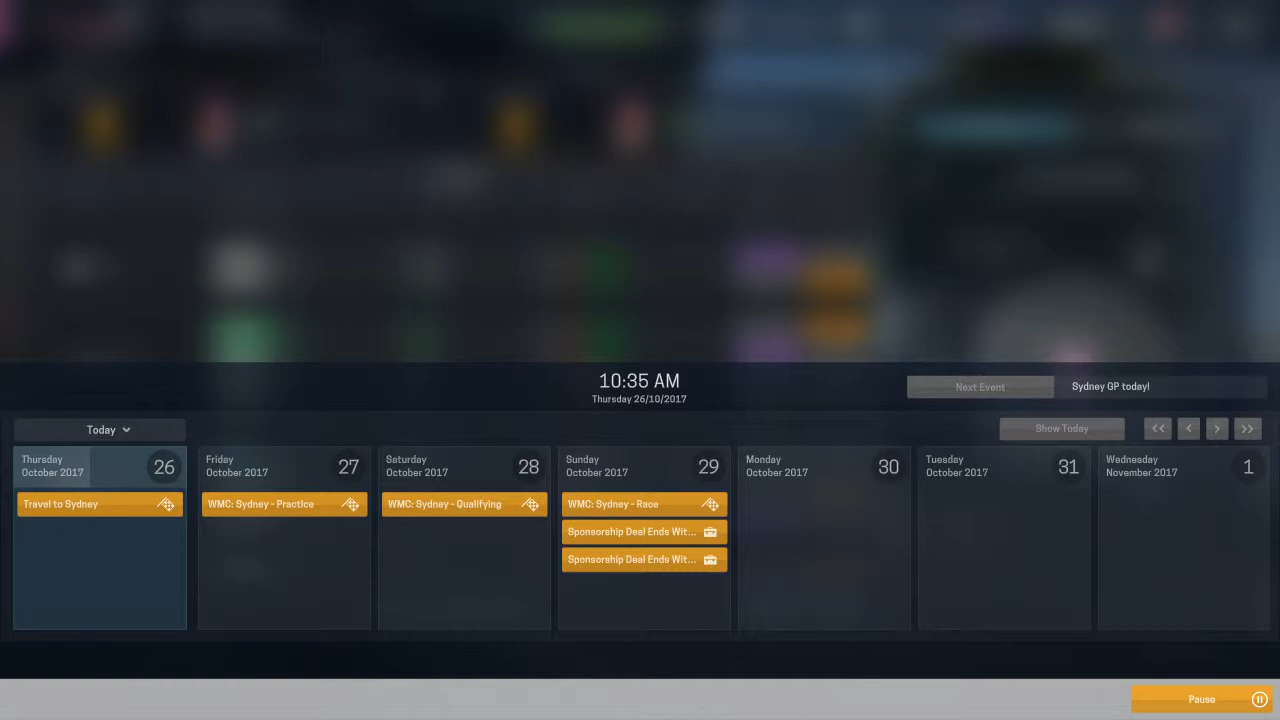 10:35 AM
Thursday 26/10/2017
Next Event
Sydney GP today!
Today
Show Today
Thursday
October 2017
26
Travel to Sydney
Friday
October 2017
27
WMC: Sydney - Practice
Saturday
October 2017
28
WMC: Sydney - Qualifying
Sunday
October 2017
29
WMC: Sydney - Race
Sponsorship Deal Ends Wit...
Sponsorship Deal Ends Wit...
Monday
October 2017
30
Tuesday
October 2017
31
Wednesday
November 2017
1
Pause